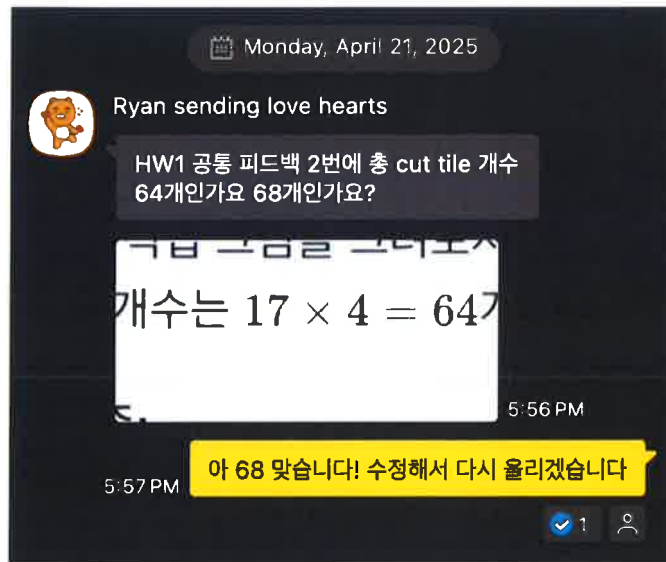 Monday, April 21, 2025
Ryan sending love hearts
HW1 공통 피드백 2번에 총 cut tile 개수
64개인가요 68개인가요?
개수는 17 × 4 = 64
5:56 PM
아 68 맞습니다! 수정해서 다시 올리겠습니다
5:57 PM
1